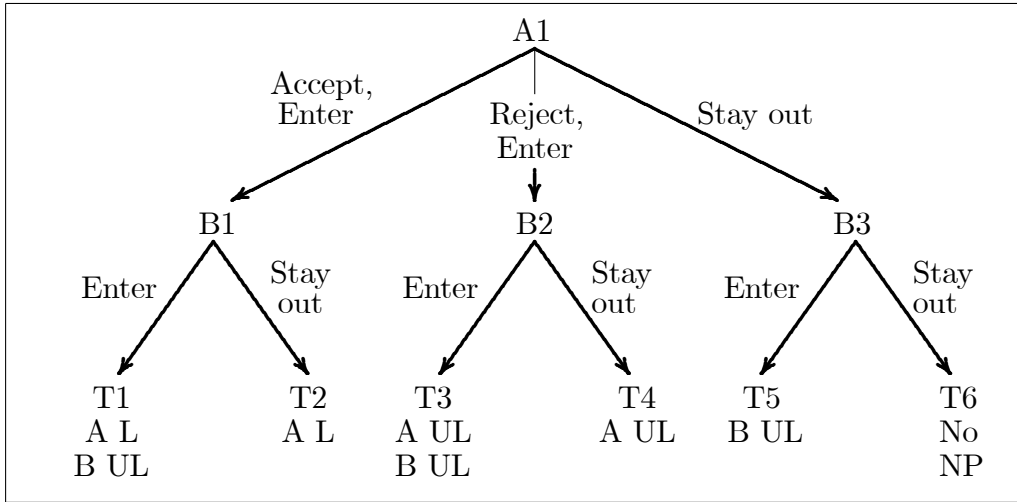 A1
Accept,
Enter
Reject,
Enter
Stay out
B1
B2
B3
Enter
Stay
out
Enter
Stay
out
Enter
Stay
out
T1
A L
B UL
T2
A L
T3
A UL
B UL
T4
A UL
T5
B UL
T6
No
NP